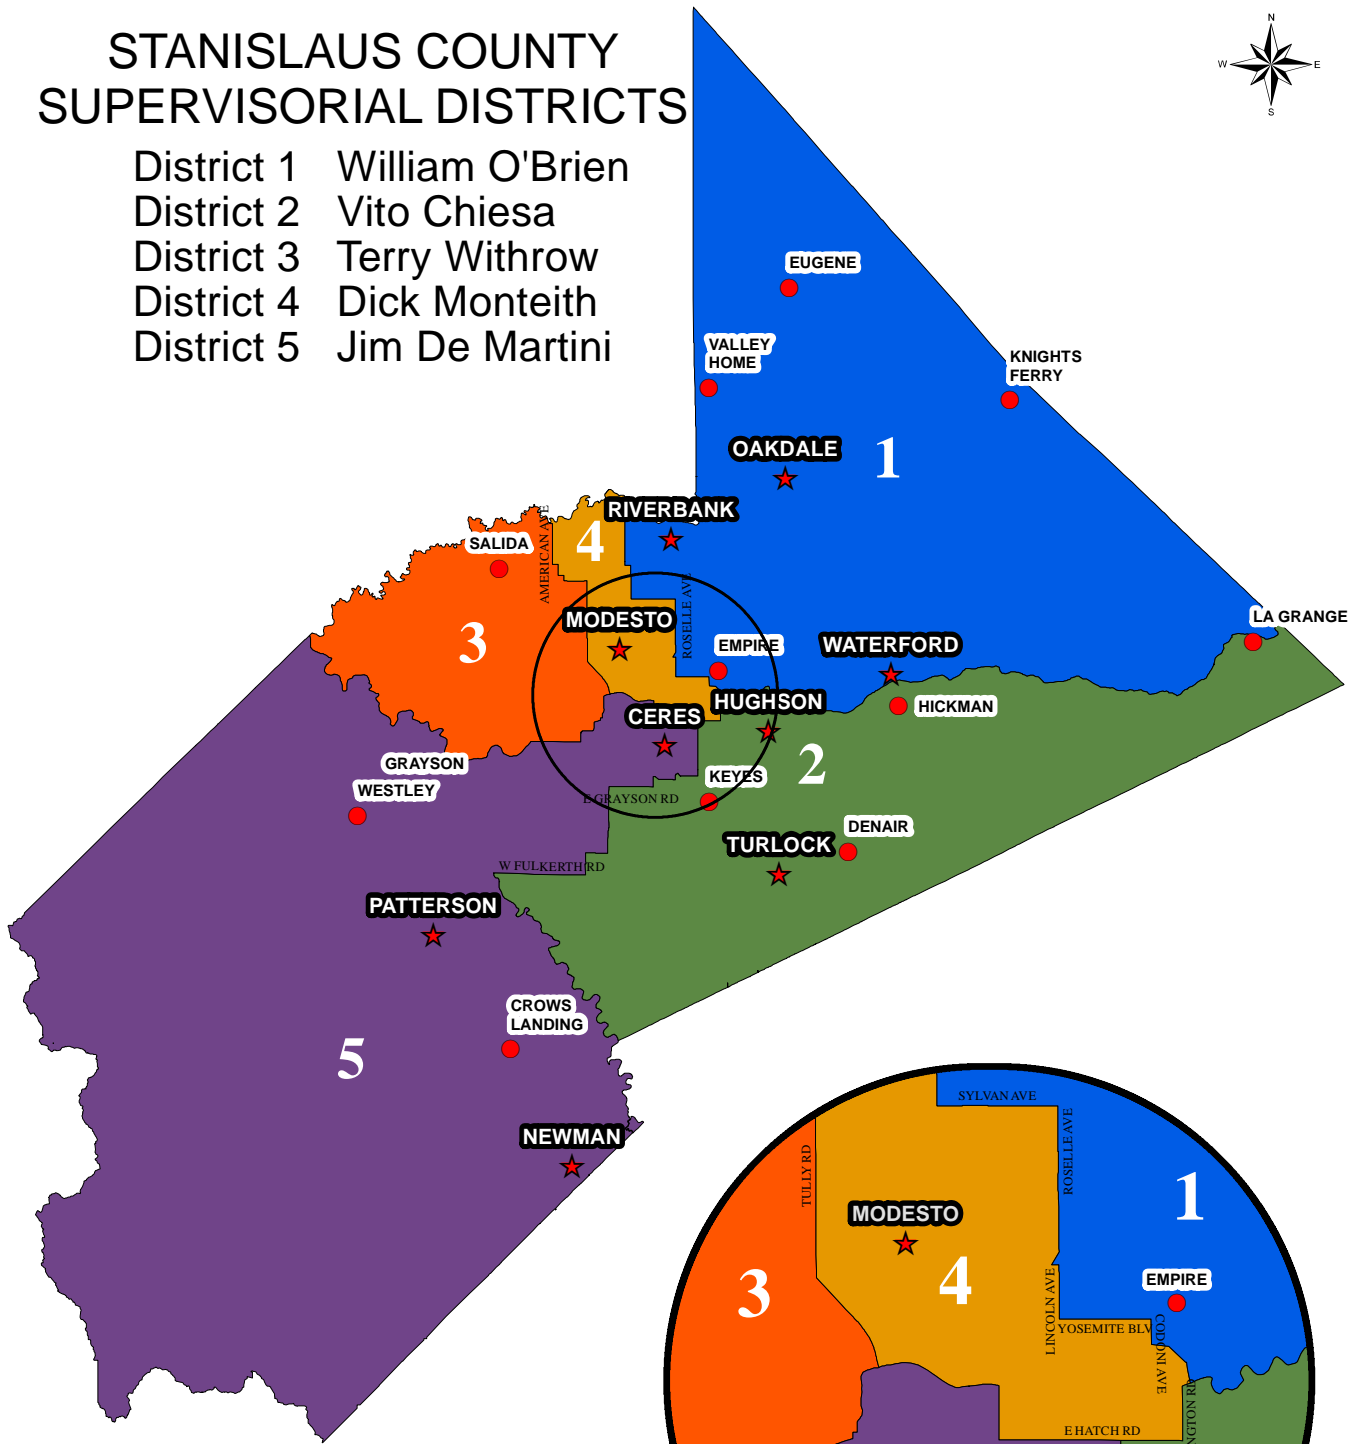 STANISLAUS COUNTY
SUPERVISORIAL DISTRICTS
District 1 William O'Brien
District 2 Vito Chiesa
District 3 Terry Withrow
District 4 Dick Monteith
District 5 Jim De Martini
N
W
E
S
EUGENE
VALLEY
HOME
KNIGHTS
FERRY
OAKDALE
1
RIVERBANK
AMERICAN AVE
4
SALIDA
ROSELLE AVE
MODESTO
3
EMPIRE
WATERFORD
LA GRANGE
HUGHSON
HICKMAN
CERES
2
GRAYSON
KEYES
WESTLEY
E GRAYSON RD
DENAIR
TURLOCK
W FULKERTH RD
PATTERSON
CROWS
LANDING
5
NEWMAN
SYLVAN AVE
ROSELLE AVE
TULLY RD
1
MODESTO
4
3
EMPIRE
LINCOLN AVE
YOSEMITE BLV
CODONI AVE
E HATCH RD
NGTON RD